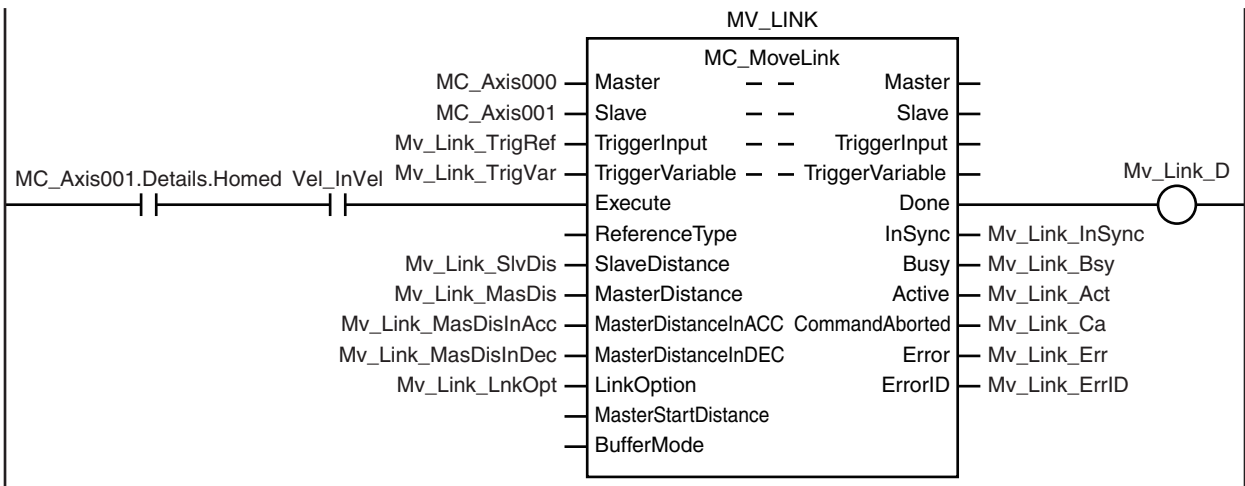 MV_LINK
MC_MoveLink
MC_Axis000 Master Master
MC_Axis001 Slave Slave
Mv_Link_TrigRef TriggerInput TriggerInput
Mv_Link_TrigVar TriggerVariable TriggerVariable
MC_Axis001.Details.Homed Vel_InVel Mv_Link_D
Execute Done
ReferenceType InSync Mv_Link_InSync
Mv_Link_SlvDis SlaveDistance Busy Mv_Link_Bsy
Mv_Link_MasDis MasterDistance Active Mv_Link_Act
Mv_Link_MasDisInAcc MasterDistanceInACC CommandAborted Mv_Link_Ca
Mv_Link_MasDisInDec MasterDistanceInDEC Error Mv_Link_Err
Mv_Link_LnkOpt LinkOption ErrorID Mv_Link_ErrID
MasterStartDistance
BufferMode